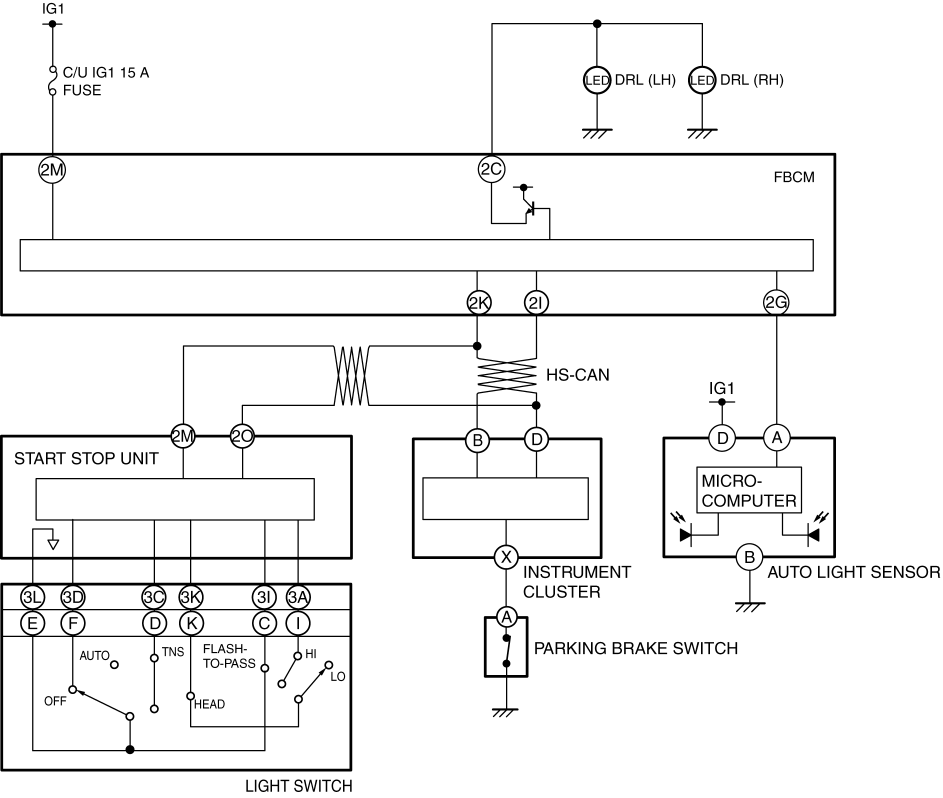 IG1
C/U IG1 15 A
FUSE
LED DRL (LH)
LED DRL (RH)
2M
2C
FBCM
2K
2I
2G
HS-CAN
IG1
2M
2O
B
D
D
A
START STOP UNIT
MICRO-
COMPUTER
X
B
INSTRUMENT
CLUSTER
AUTO LIGHT SENSOR
3L
3D
3C
3K
3I
3A
E
F
D
K
C
I
A
PARKING BRAKE SWITCH
AUTO
TNS
FLASH-
TO-PASS
HI
LO
OFF
HEAD
LIGHT SWITCH